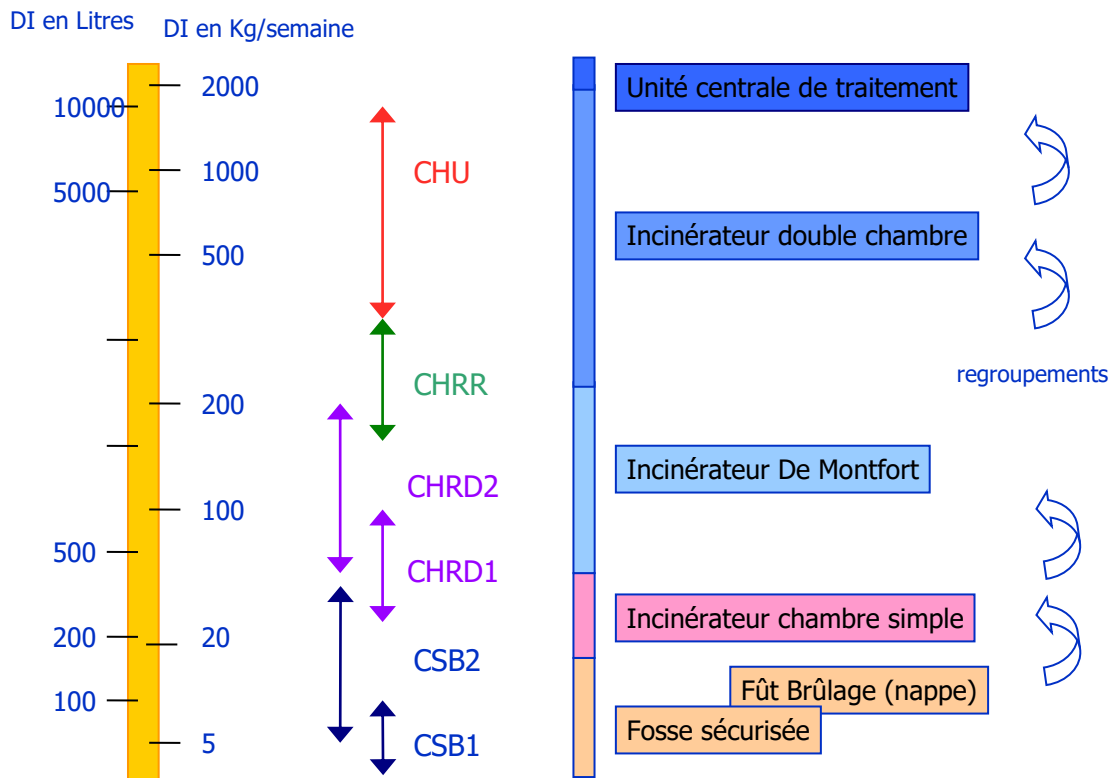 DI en Litres
DI en Kg/semaine
10000
5000
500
200
100
2000
1000
500
200
100
20
5
CHU
CHRR
CHRD2
CHRD1
CSB2
CSB1
Unité centrale de traitement
Incinérateur double chambre
Incinérateur De Montfort
Incinérateur chambre simple
Fût Brûlage (nappe)
Fosse sécurisée
regroupements